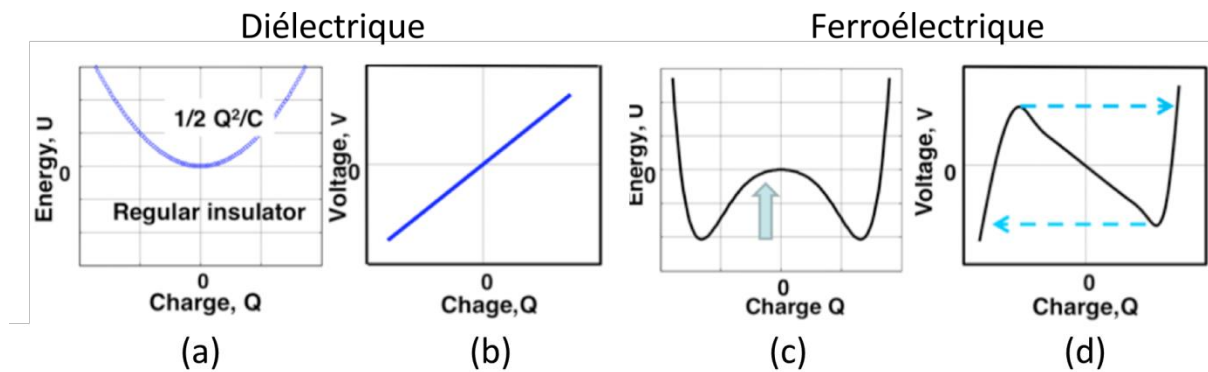 Diélectrique
Ferroélectrique
Energy, U
0
1/2 Q²/C
Regular insulator
0
Charge, Q
(a)
Voltage, V
0
0
Chage,Q
(b)
Energy, U
0
0
Charge Q
(c)
Voltage, V
0
0
Charge,Q
(d)